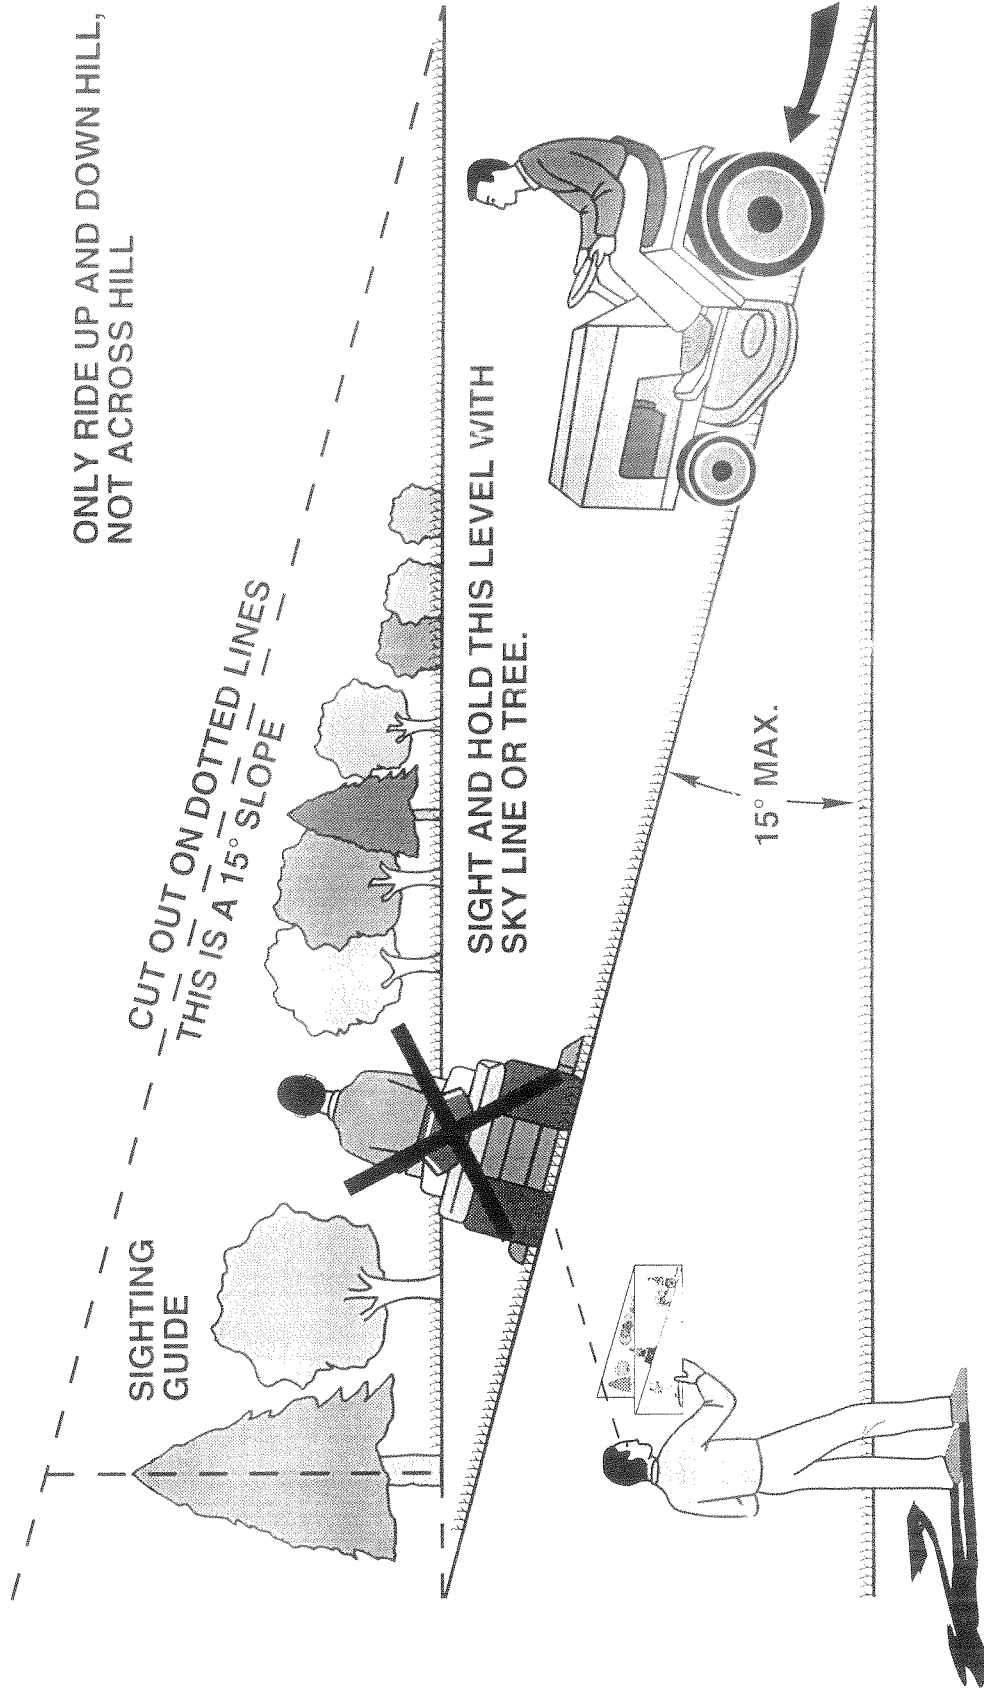 ONLY RIDE UP AND DOWN HILL,
NOT ACROSS HILL
CUT OUT ON DOTTED LINES
THIS IS A 15° SLOPE
SIGHTING
GUIDE
SIGHT AND HOLD THIS LEVEL WITH
SKY LINE OR TREE.
15° MAX.